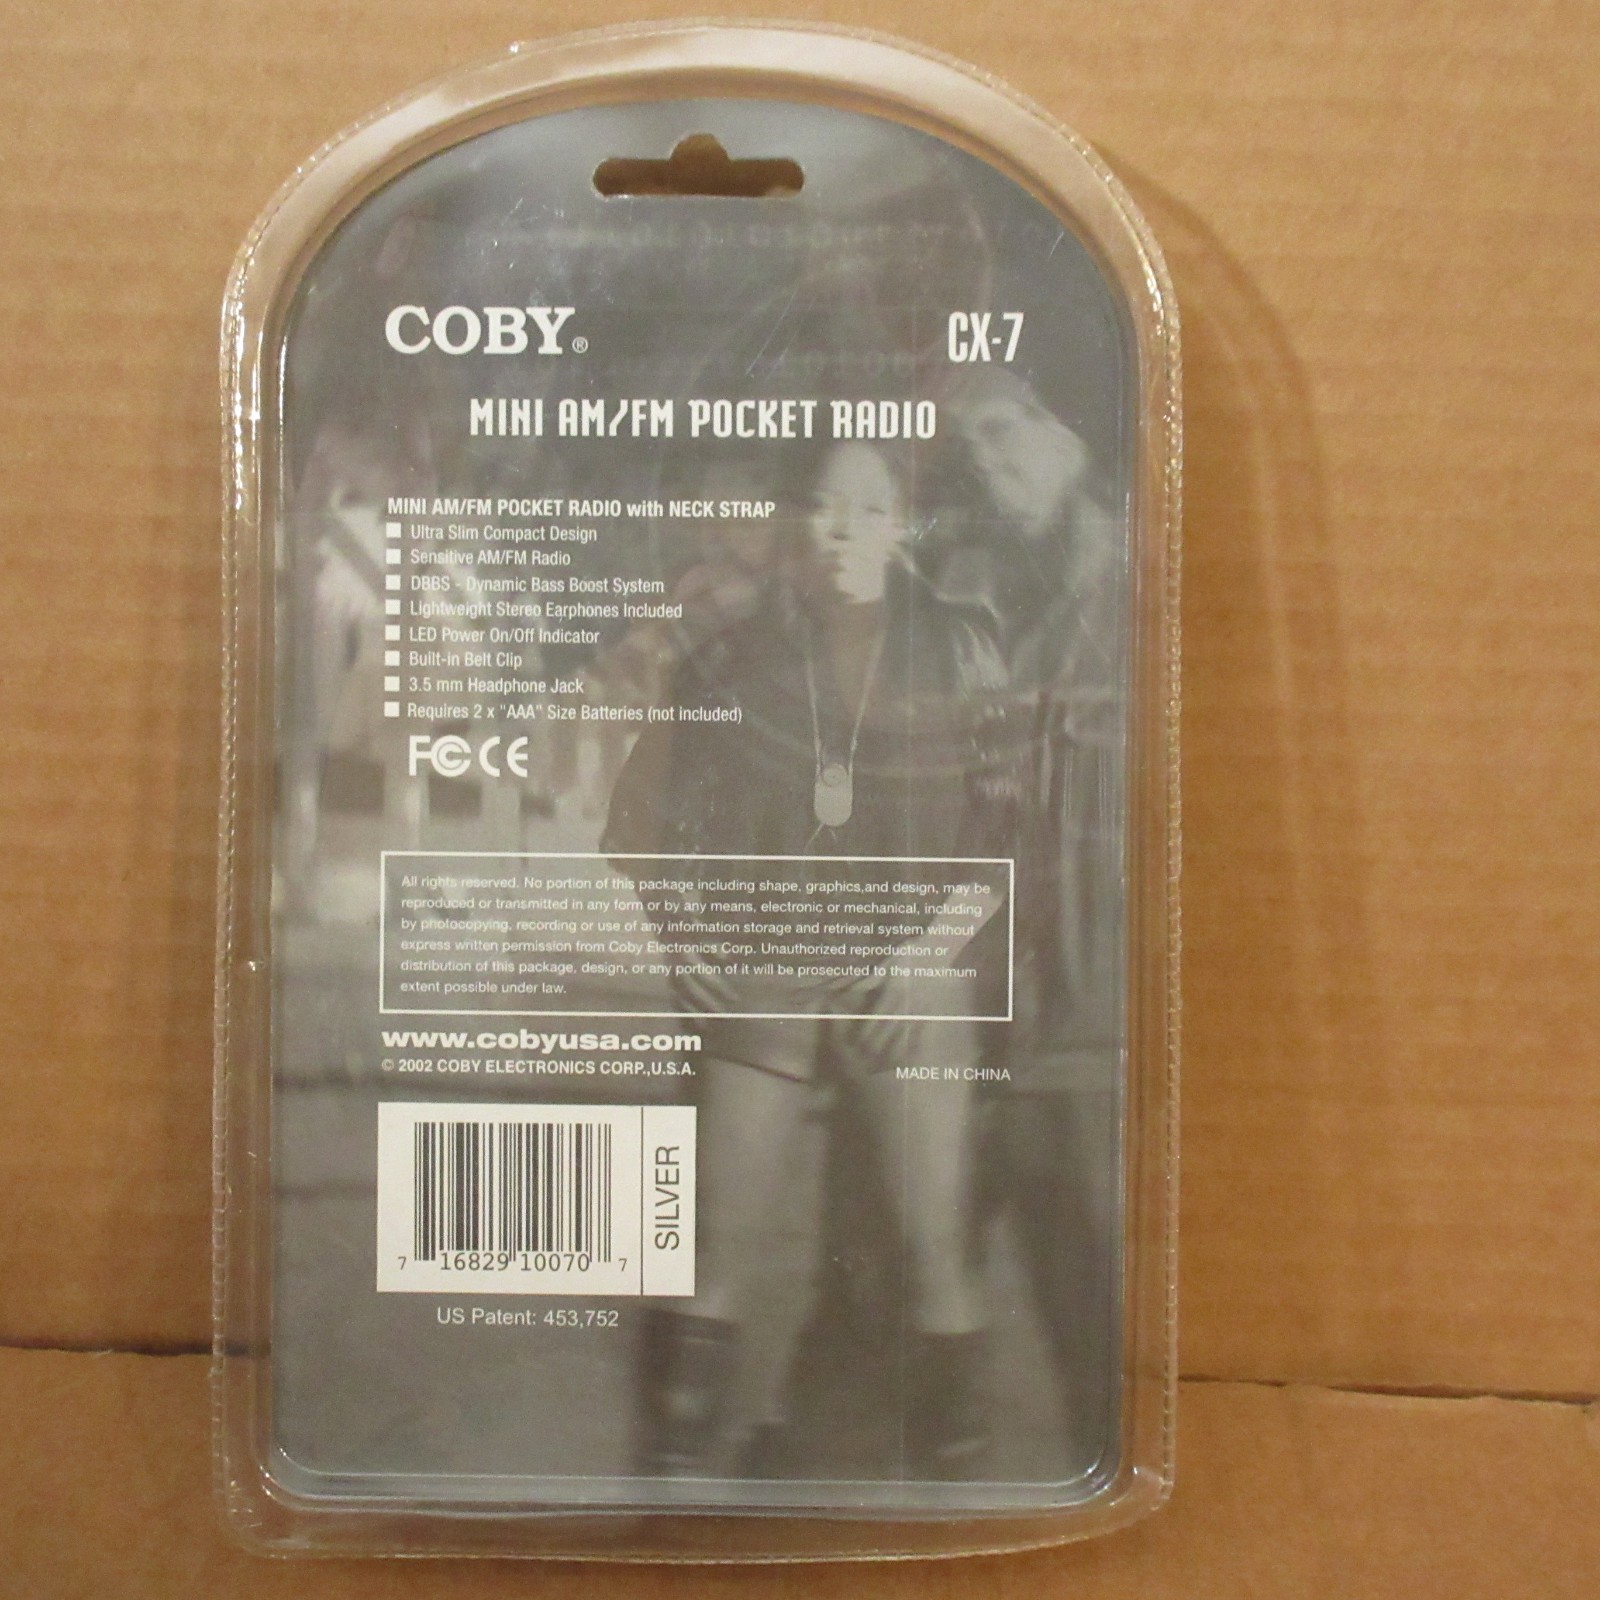 COBY® CX-7
MINI AM/FM POCKET RADIO
MINI AM/FM POCKET RADIO with NECK STRAP
Ultra Slim Compact Design
Sensitive AM/FM Radio
DBBS - Dynamic Bass Boost System
Lightweight Stereo Earphones Included
LED Power On/Off Indicator
Built-in Belt Clip
3.5 mm Headphone Jack
Requires 2 x "AAA" Size Batteries (not included)
FC CE
All rights reserved. No portion of this package including shape, graphics,and design, may be
reproduced or transmitted in any form or by any means, electronic or mechanical, including
by photocopying, recording or use of any information storage and retrieval system without
express written permission from Coby Electronics Corp. Unauthorized reproduction or
distribution of this package, design, or any portion of it will be prosecuted to the maximum
extent possible under law.
www.cobyusa.com
© 2002 COBY ELECTRONICS CORP.,U.S.A.
MADE IN CHINA
7 16829 10070 7
SILVER
US Patent: 453,752